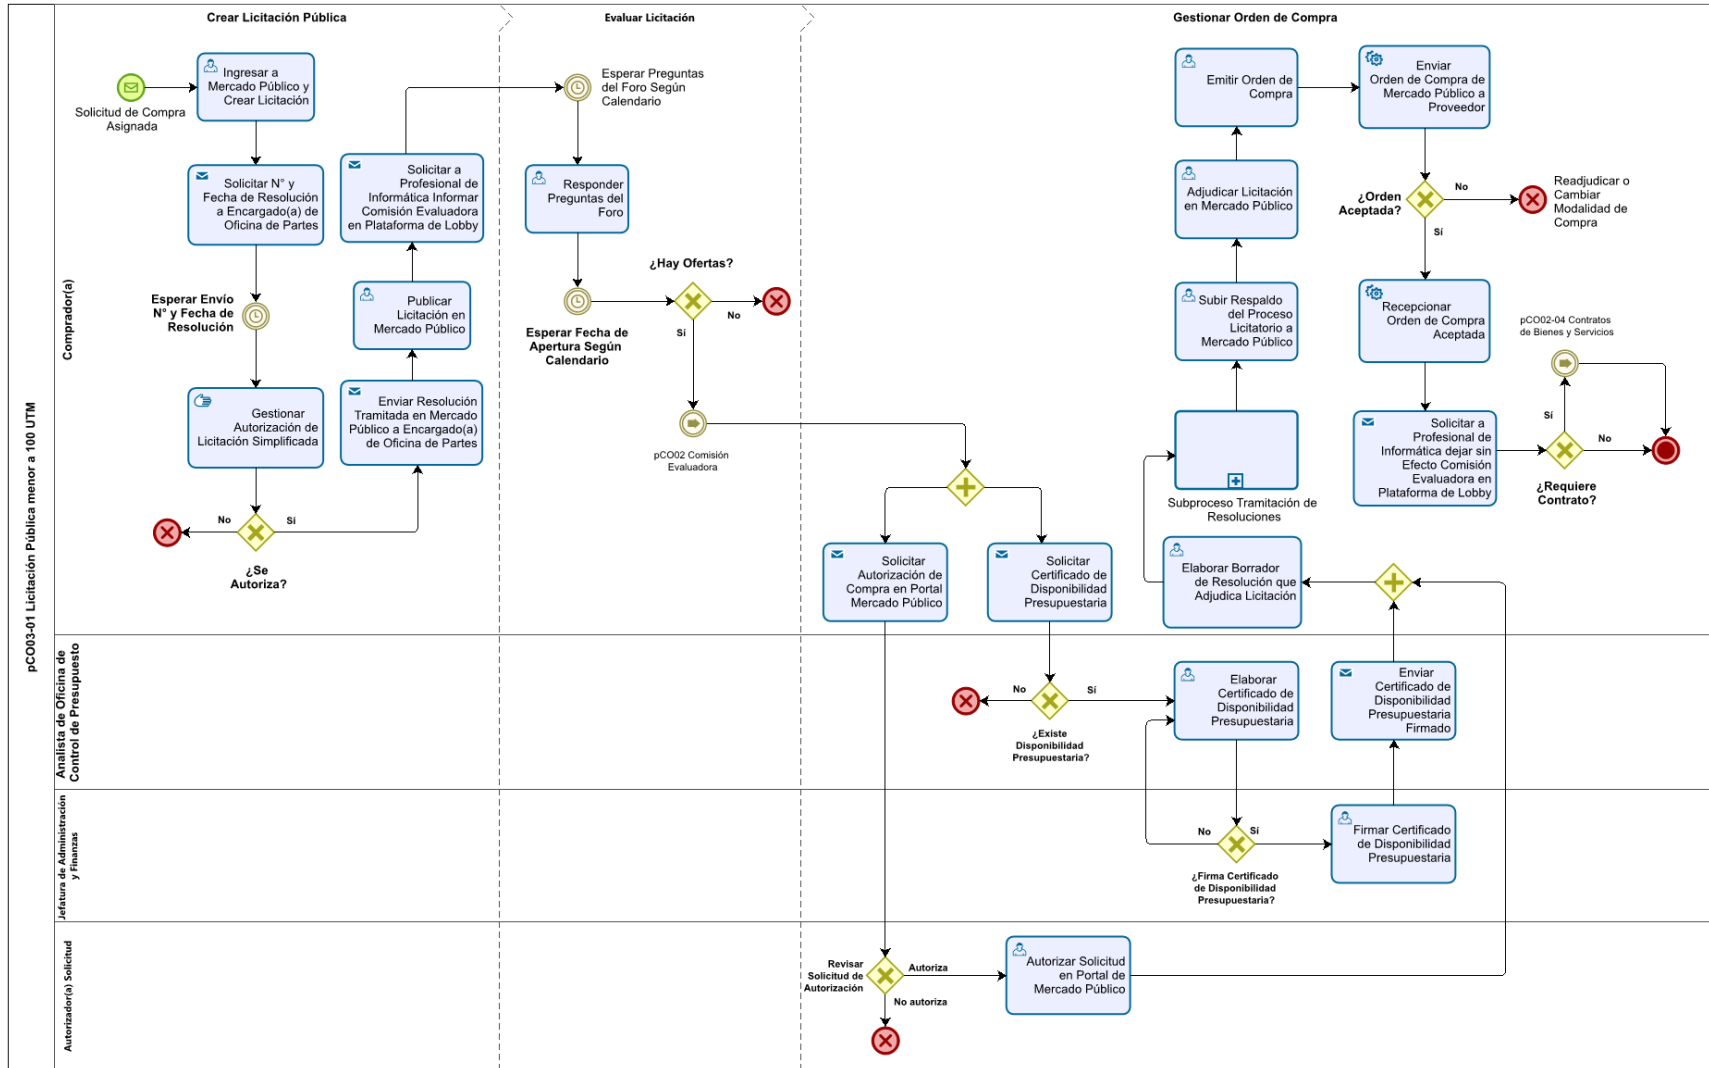 pCO03-01 Licitación Pública menor a 100 UTM
Crear Licitación Pública
Evaluar Licitación
Gestionar Orden de Compra
Comprador(a)
Solicitud de Compra
Asignada
Ingresar a
Mercado Público y
Crear Licitación
Solicitar N° y
Fecha de Resolución
a Encargado(a) de
Oficina de Partes
Esperar Envío
N° y Fecha de
Resolución
Gestionar
Autorización de
Licitación Simplificada
No
Sí
¿Se
Autoriza?
Enviar Resolución
Tramitada en Mercado
Público a Encargado(a)
de Oficina de Partes
Publicar
Licitación en
Mercado Público
Solicitar a
Profesional de
Informática Informar
Comisión Evaluadora
en Plataforma de Lobby
Esperar Preguntas
del Foro Según
Calendario
Responder
Preguntas del
Foro
Esperar Fecha de
Apertura Según
Calendario
¿Hay Ofertas?
No
Sí
pCO02 Comisión
Evaluadora
Solicitar
Autorización de
Compra en Portal
Mercado Público
Solicitar
Certificado de
Disponibilidad
Presupuestaria
Elaborar Borrador
de Resolución que
Adjudica Licitación
Subproceso Tramitación de
Resoluciones
Subir Respaldo
del Proceso
Licitatorio a
Mercado Público
Adjudicar Licitación
en Mercado Público
Emitir Orden de
Compra
Enviar
Orden de Compra de
Mercado Público a
Proveedor
¿Orden
Aceptada?
No
Sí
Readjudicar o
Cambiar
Modalidad de
Compra
Recepcionar
Orden de Compra
Aceptada
Solicitar a
Profesional de
Informática dejar sin
Efecto Comisión
Evaluadora en
Plataforma de Lobby
pCO02-04 Contratos
de Bienes y Servicios
Sí
No
¿Requiere
Contrato?
Analista de Oficina de
Control de Presupuesto
No
Sí
¿Existe
Disponibilidad
Presupuestaria?
Elaborar
Certificado de
Disponibilidad
Presupuestaria
Enviar
Certificado de
Disponibilidad
Presupuestaria
Firmado
Jefatura de Administración
y Finanzas
No
Sí
¿Firma Certificado
de Disponibilidad
Presupuestaria?
Firmar Certificado
de Disponibilidad
Presupuestaria
Autorizador(a) Solicitud
Revisar
Solicitud de
Autorización
Autoriza
No autoriza
Autorizar Solicitud
en Portal de
Mercado Público